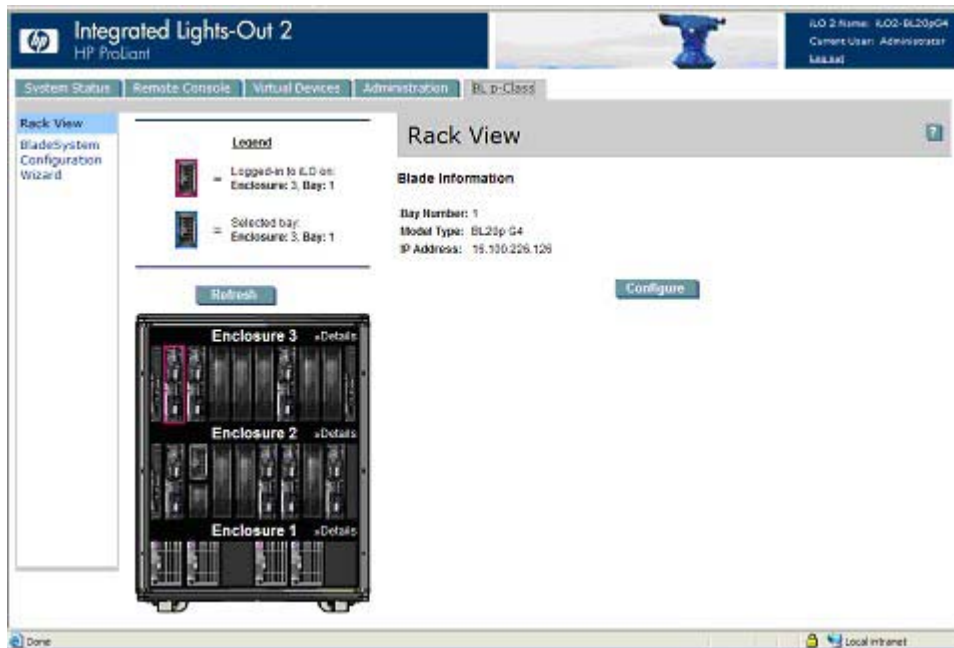 hp
Integrated Lights-Out 2
HP ProLiant
iLO 2 Name: iLO2-BL20pG4
Current User: Administrator
Log out
System Status
Remote Console
Virtual Devices
Administration
BL p-Class
Rack View
BladeSystem
Configuration
Wizard
Legend
= Logged-in to iLO on:
Enclosure: 3, Bay: 1
= Selected bay:
Enclosure: 3, Bay: 1
Refresh
Enclosure 3 »Details
Enclosure 2 »Details
Enclosure 1 »Details
Rack View
?
Blade Information
Bay Number: 1
Model Type: BL20p G4
IP Address: 16.100.226.126
Configure
Done
Local intranet